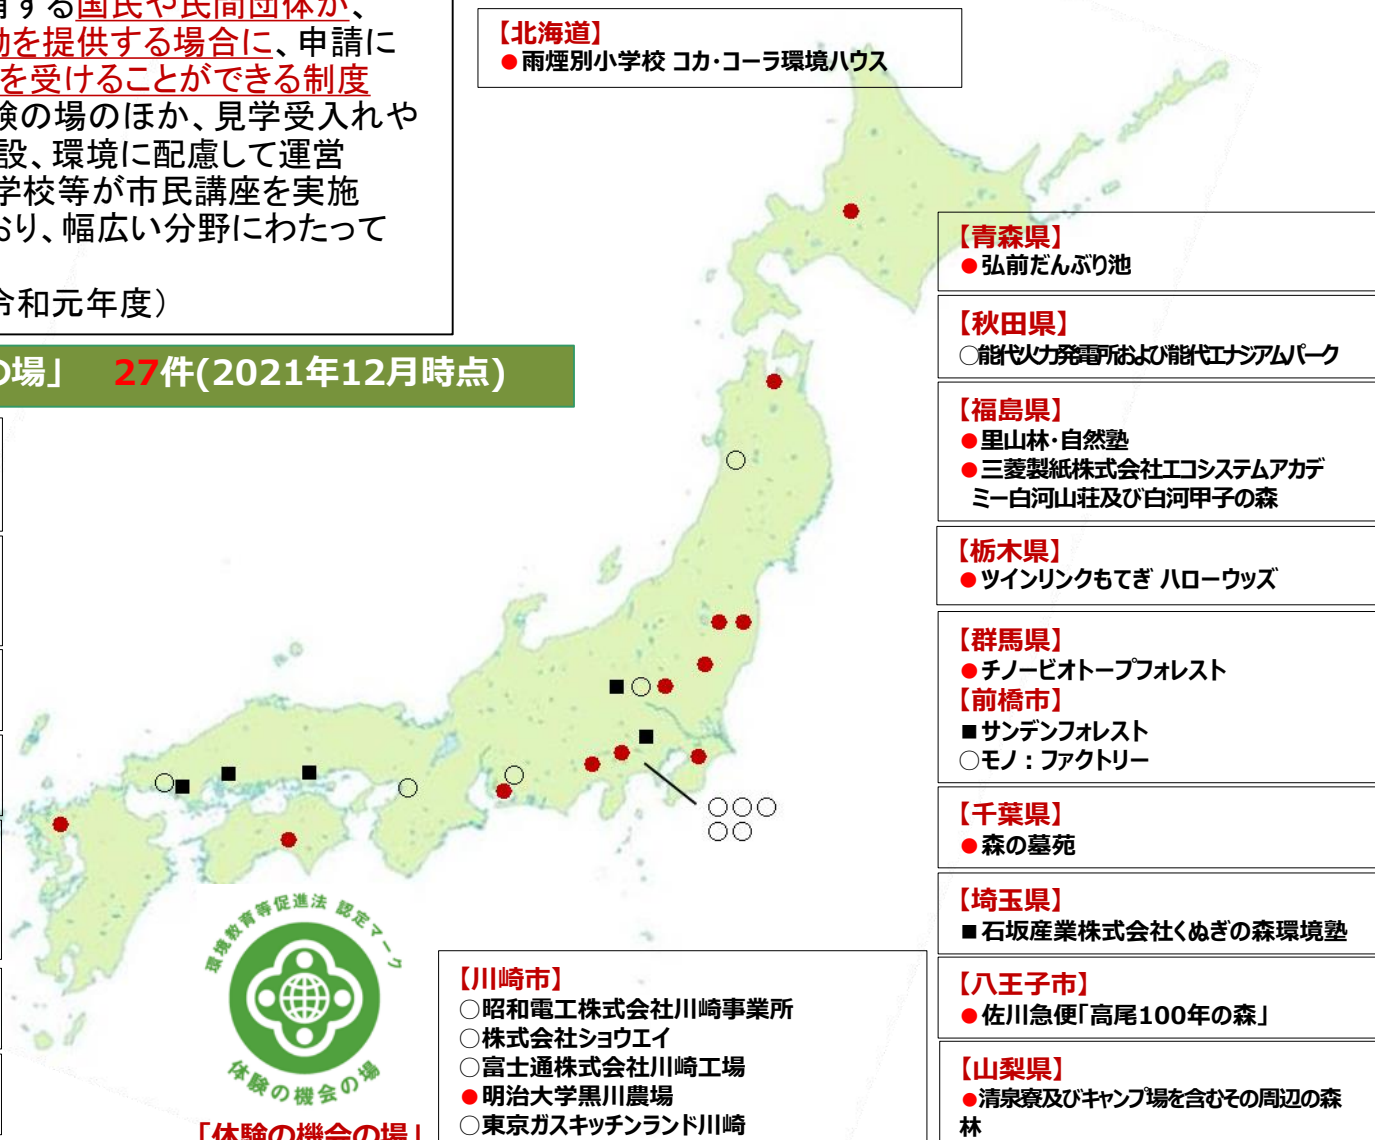 有する国民や民間団体が、
動を提供する場合に、申請に
を受けることができる制度
験の場のほか、見学受入れや
設、環境に配慮して運営
学校等が市民講座を実施
おり、幅広い分野にわたって
令和元年度）
の場」 27件(2021年12月時点)
【北海道】
●雨煙別小学校 コカ・コーラ環境ハウス
【青森県】
●弘前だんぶり池
【秋田県】
○能代火力発電所および能代エナジアムパーク
【福島県】
●里山林・自然塾
●三菱製紙株式会社エコシステムアカデ
ミー白河山荘及び白河甲子の森
【栃木県】
●ツインリンクもてぎ ハローウッズ
【群馬県】
●チノービオトープフォレスト
【前橋市】
■サンデンフォレスト
○モノ：ファクトリー
【千葉県】
●森の墓苑
【埼玉県】
■石坂産業株式会社くぬぎの森環境塾
【八王子市】
●佐川急便「高尾100年の森」
【山梨県】
●清泉寮及びキャンプ場を含むその周辺の森
林
【川崎市】
○昭和電工株式会社川崎事業所
○株式会社ショウエイ
○富士通株式会社川崎工場
●明治大学黒川農場
○東京ガスキッチンランド川崎
環境教育等促進法 認定マーク
体験の機会の場
「体験の機会の場」